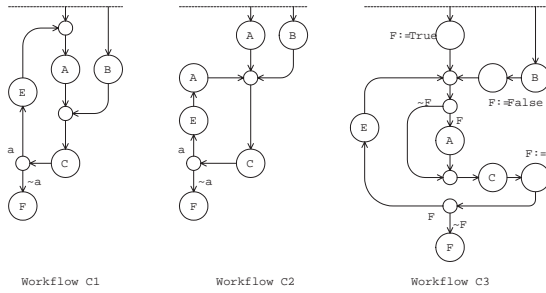 A
B
E
C
a
~a
F
A
B
A
E
C
a
~a
F
F:=True
B
F:=False
~F
F
E
A
F:=
C
F
~F
F
Workflow C1
Workflow C2
Workflow C3